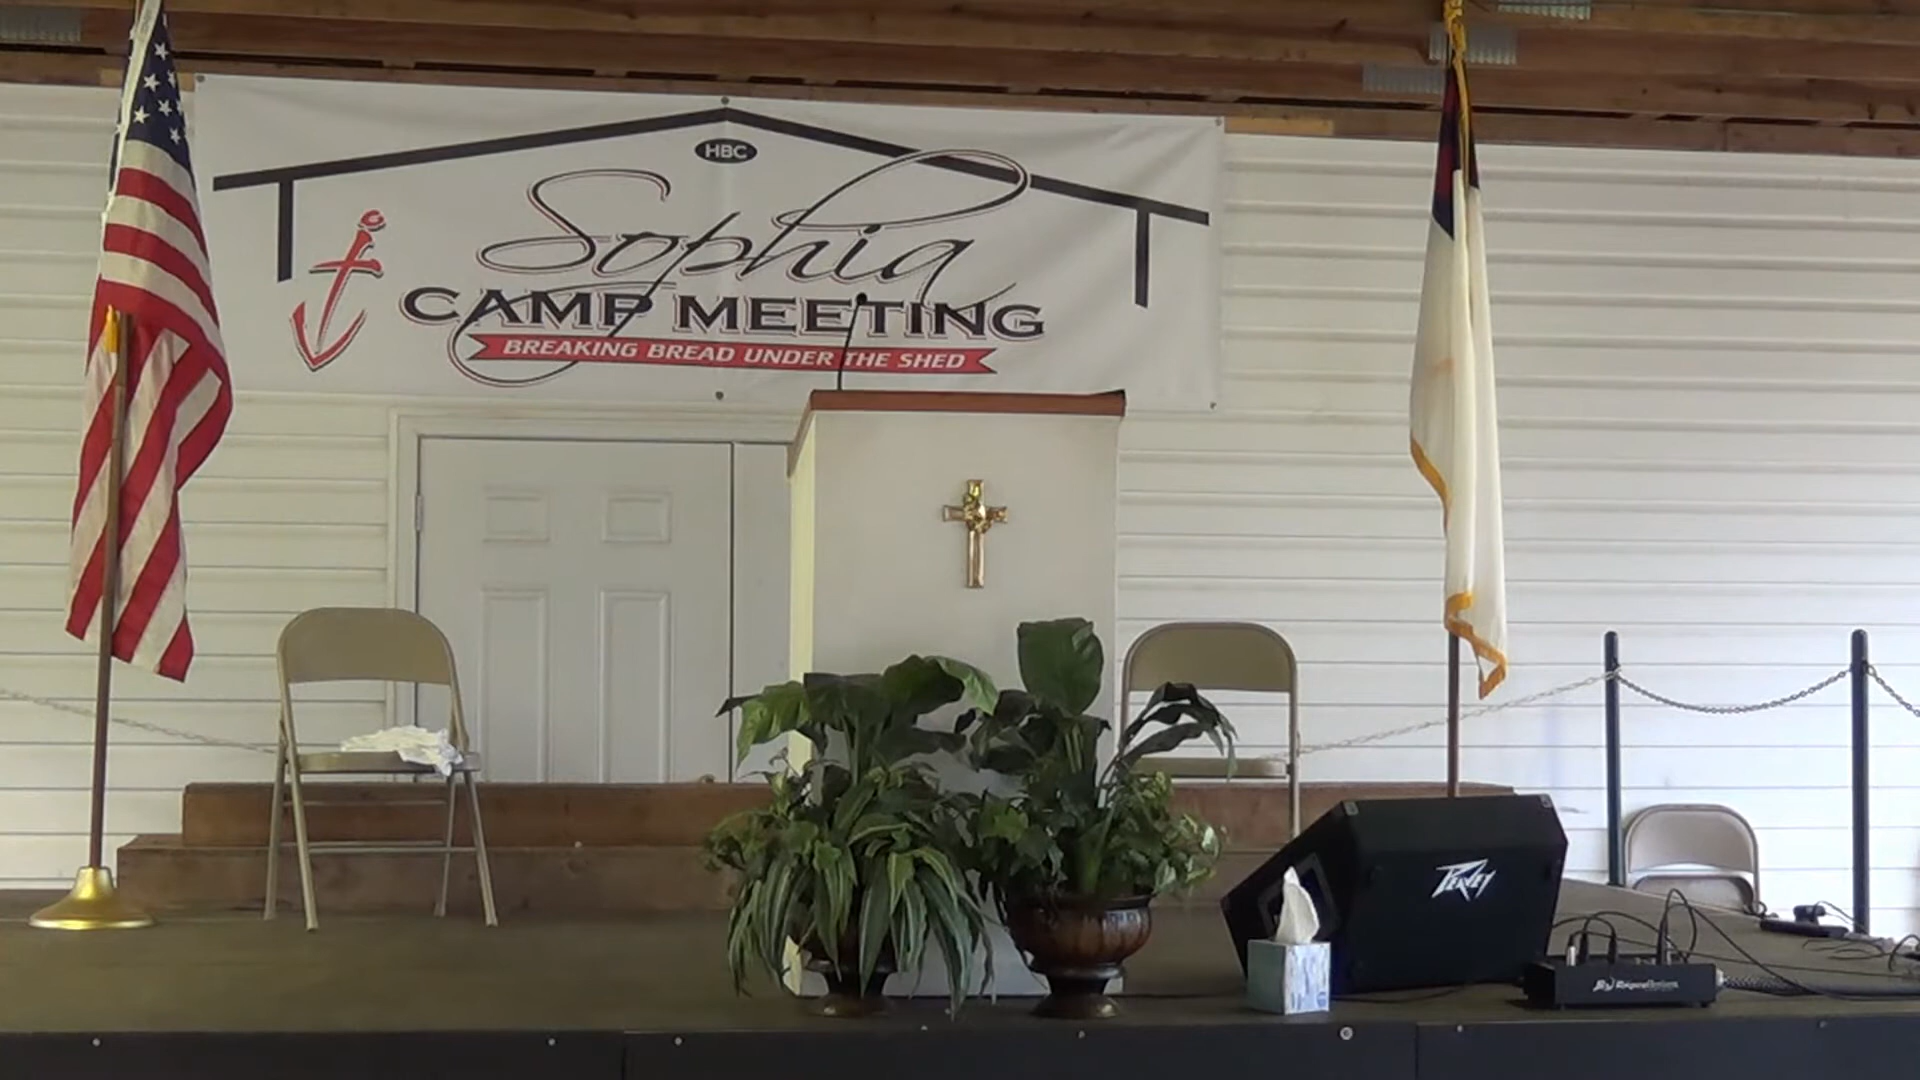 HBC
Sophia
CAMP MEETING
BREAKING BREAD UNDER THE SHED
PEAVEY